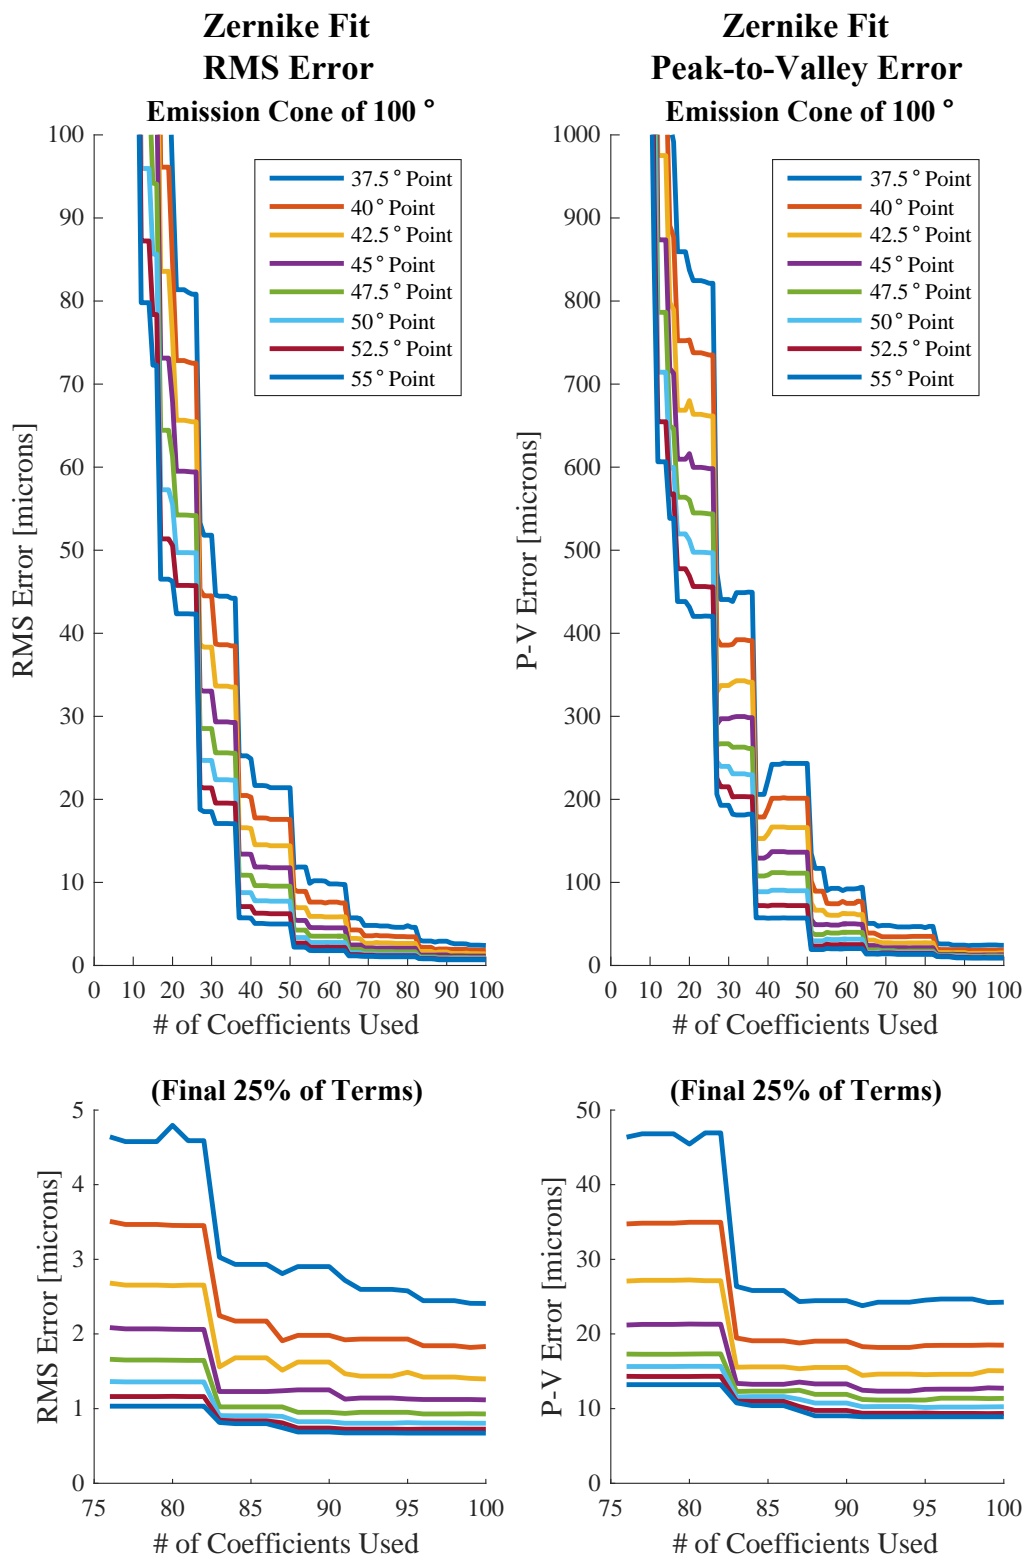 Zernike Fit
RMS Error
Emission Cone of 100 °
100
90
80
70
60
50
40
30
20
10
0
RMS Error [microns]
37.5° Point
40° Point
42.5° Point
45° Point
47.5° Point
50° Point
52.5° Point
55° Point
0 10 20 30 40 50 60 70 80 90 100
# of Coefficients Used
Zernike Fit
Peak-to-Valley Error
Emission Cone of 100 °
1000
900
800
700
600
500
400
300
200
100
0
P-V Error [microns]
37.5° Point
40° Point
42.5° Point
45° Point
47.5° Point
50° Point
52.5° Point
55° Point
0 10 20 30 40 50 60 70 80 90 100
# of Coefficients Used
(Final 25% of Terms)
5
4
3
2
1
0
RMS Error [microns]
75 80 85 90 95 100
# of Coefficients Used
(Final 25% of Terms)
50
40
30
20
10
0
P-V Error [microns]
75 80 85 90 95 100
# of Coefficients Used